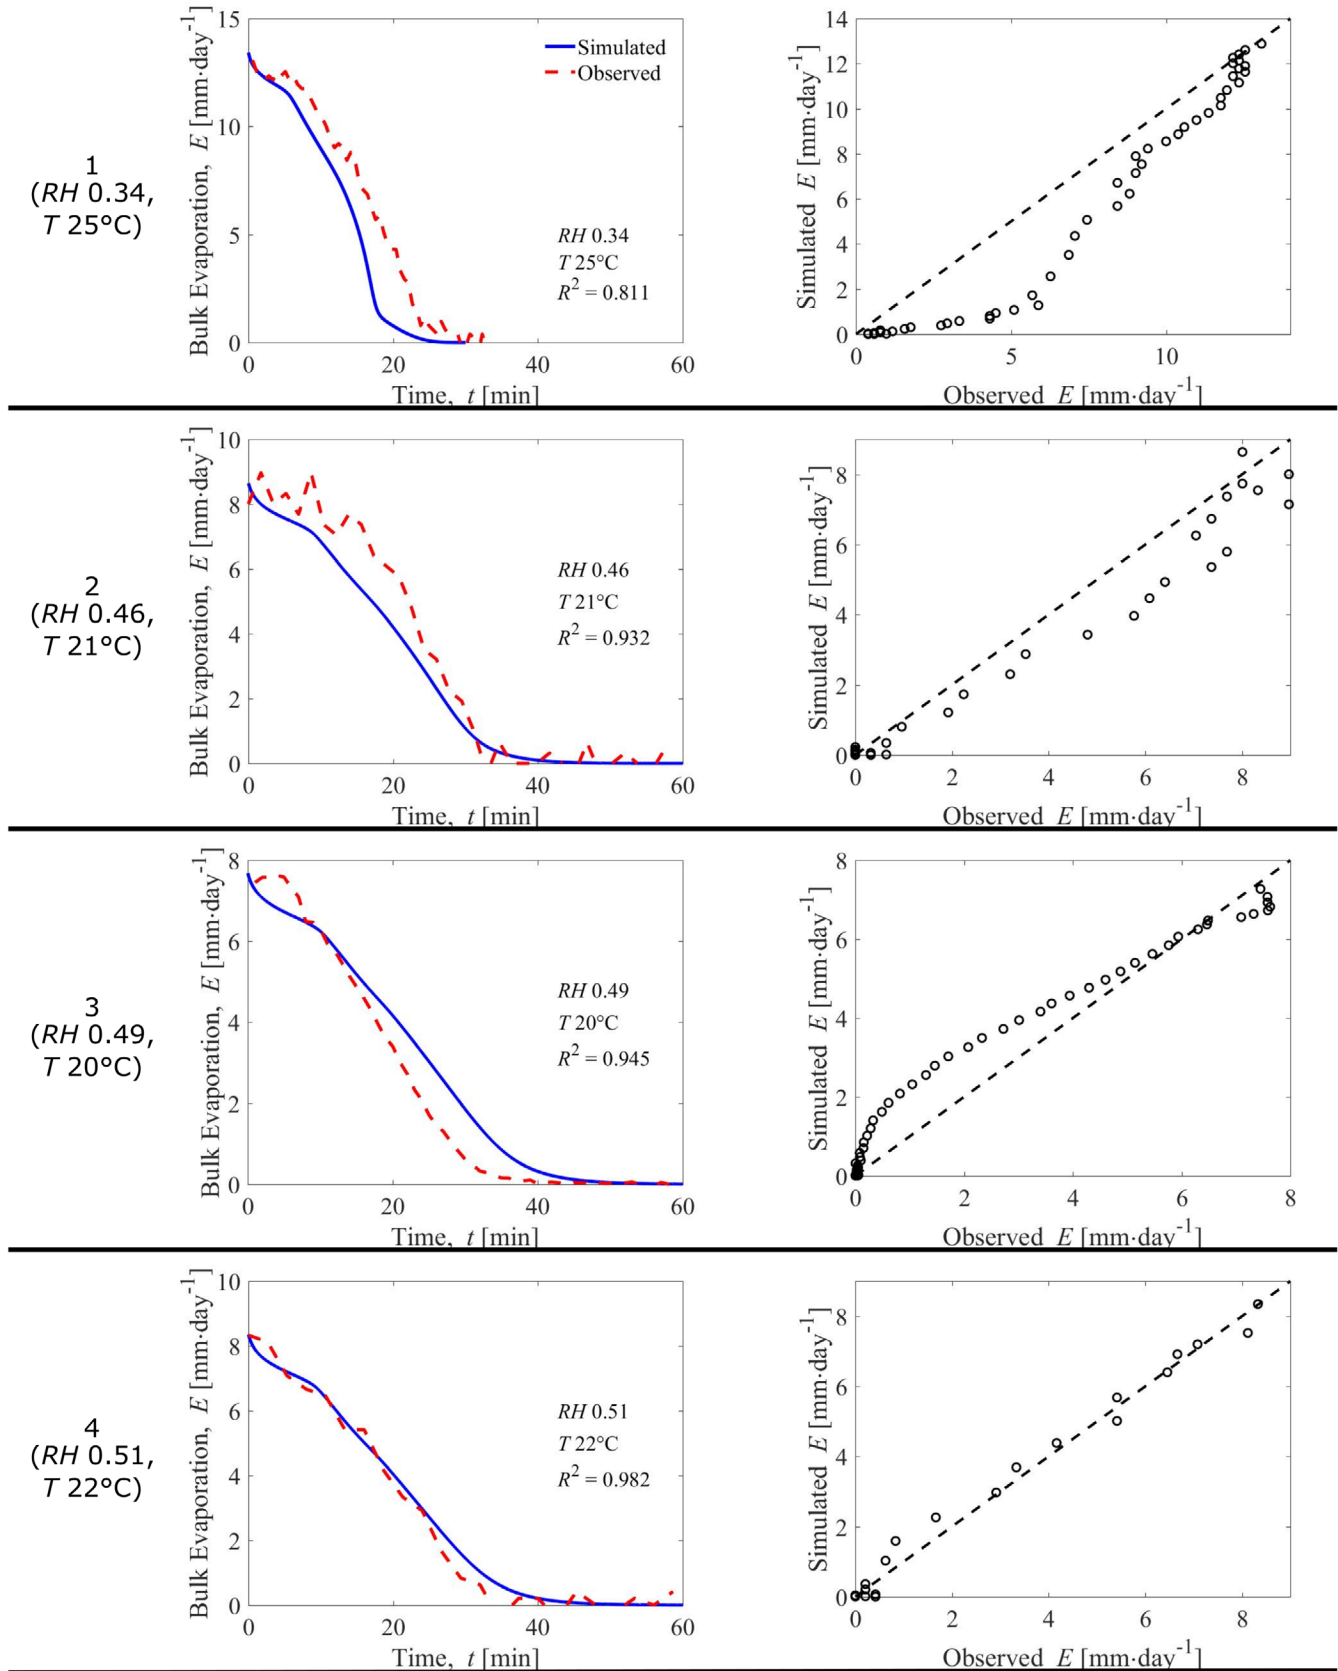 1
(RH 0.34,
T 25°C)
Bulk Evaporation, E [mm·day⁻¹]
15
10
5
0
0 20 40 60
Time, t [min]
Simulated
Observed
RH 0.34
T 25°C
R² = 0.811
Simulated E [mm·day⁻¹]
14
12
10
8
6
4
2
0
0 5 10
Observed E [mm·day⁻¹]
2
(RH 0.46,
T 21°C)
Bulk Evaporation, E [mm·day⁻¹]
10
8
6
4
2
0
0 20 40 60
Time, t [min]
RH 0.46
T 21°C
R² = 0.932
Simulated E [mm·day⁻¹]
8
6
4
2
0
0 2 4 6 8
Observed E [mm·day⁻¹]
3
(RH 0.49,
T 20°C)
Bulk Evaporation, E [mm·day⁻¹]
8
6
4
2
0
0 20 40 60
Time, t [min]
RH 0.49
T 20°C
R² = 0.945
Simulated E [mm·day⁻¹]
8
6
4
2
0
0 2 4 6 8
Observed E [mm·day⁻¹]
4
(RH 0.51,
T 22°C)
Bulk Evaporation, E [mm·day⁻¹]
10
8
6
4
2
0
0 20 40 60
Time, t [min]
RH 0.51
T 22°C
R² = 0.982
Simulated E [mm·day⁻¹]
8
6
4
2
0
0 2 4 6 8
Observed E [mm·day⁻¹]